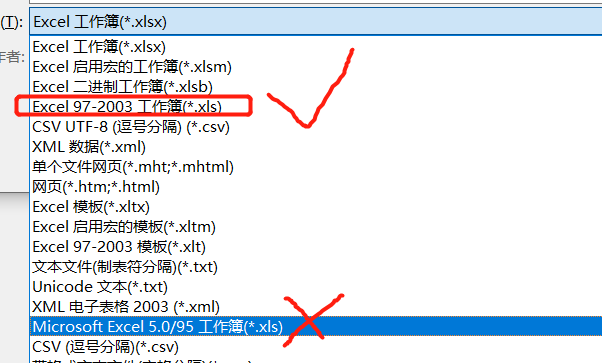 (T): Excel 工作簿(*.xlsx)
Excel 工作簿(*.xlsx)
作者: Excel 启用宏的工作簿(*.xlsm)
Excel 二进制工作簿(*.xlsb)
Excel 97-2003 工作簿(*.xls)
CSV UTF-8 (逗号分隔) (*.csv)
XML 数据(*.xml)
单个文件网页(*.mht;*.mhtml)
网页(*.htm;*.html)
Excel 模板(*.xltx)
Excel 启用宏的模板(*.xltm)
Excel 97-2003 模板(*.xlt)
文本文件(制表符分隔)(*.txt)
Unicode 文本(*.txt)
XML 电子表格 2003 (*.xml)
Microsoft Excel 5.0/95 工作簿(*.xls)
CSV (逗号分隔)(*.csv)